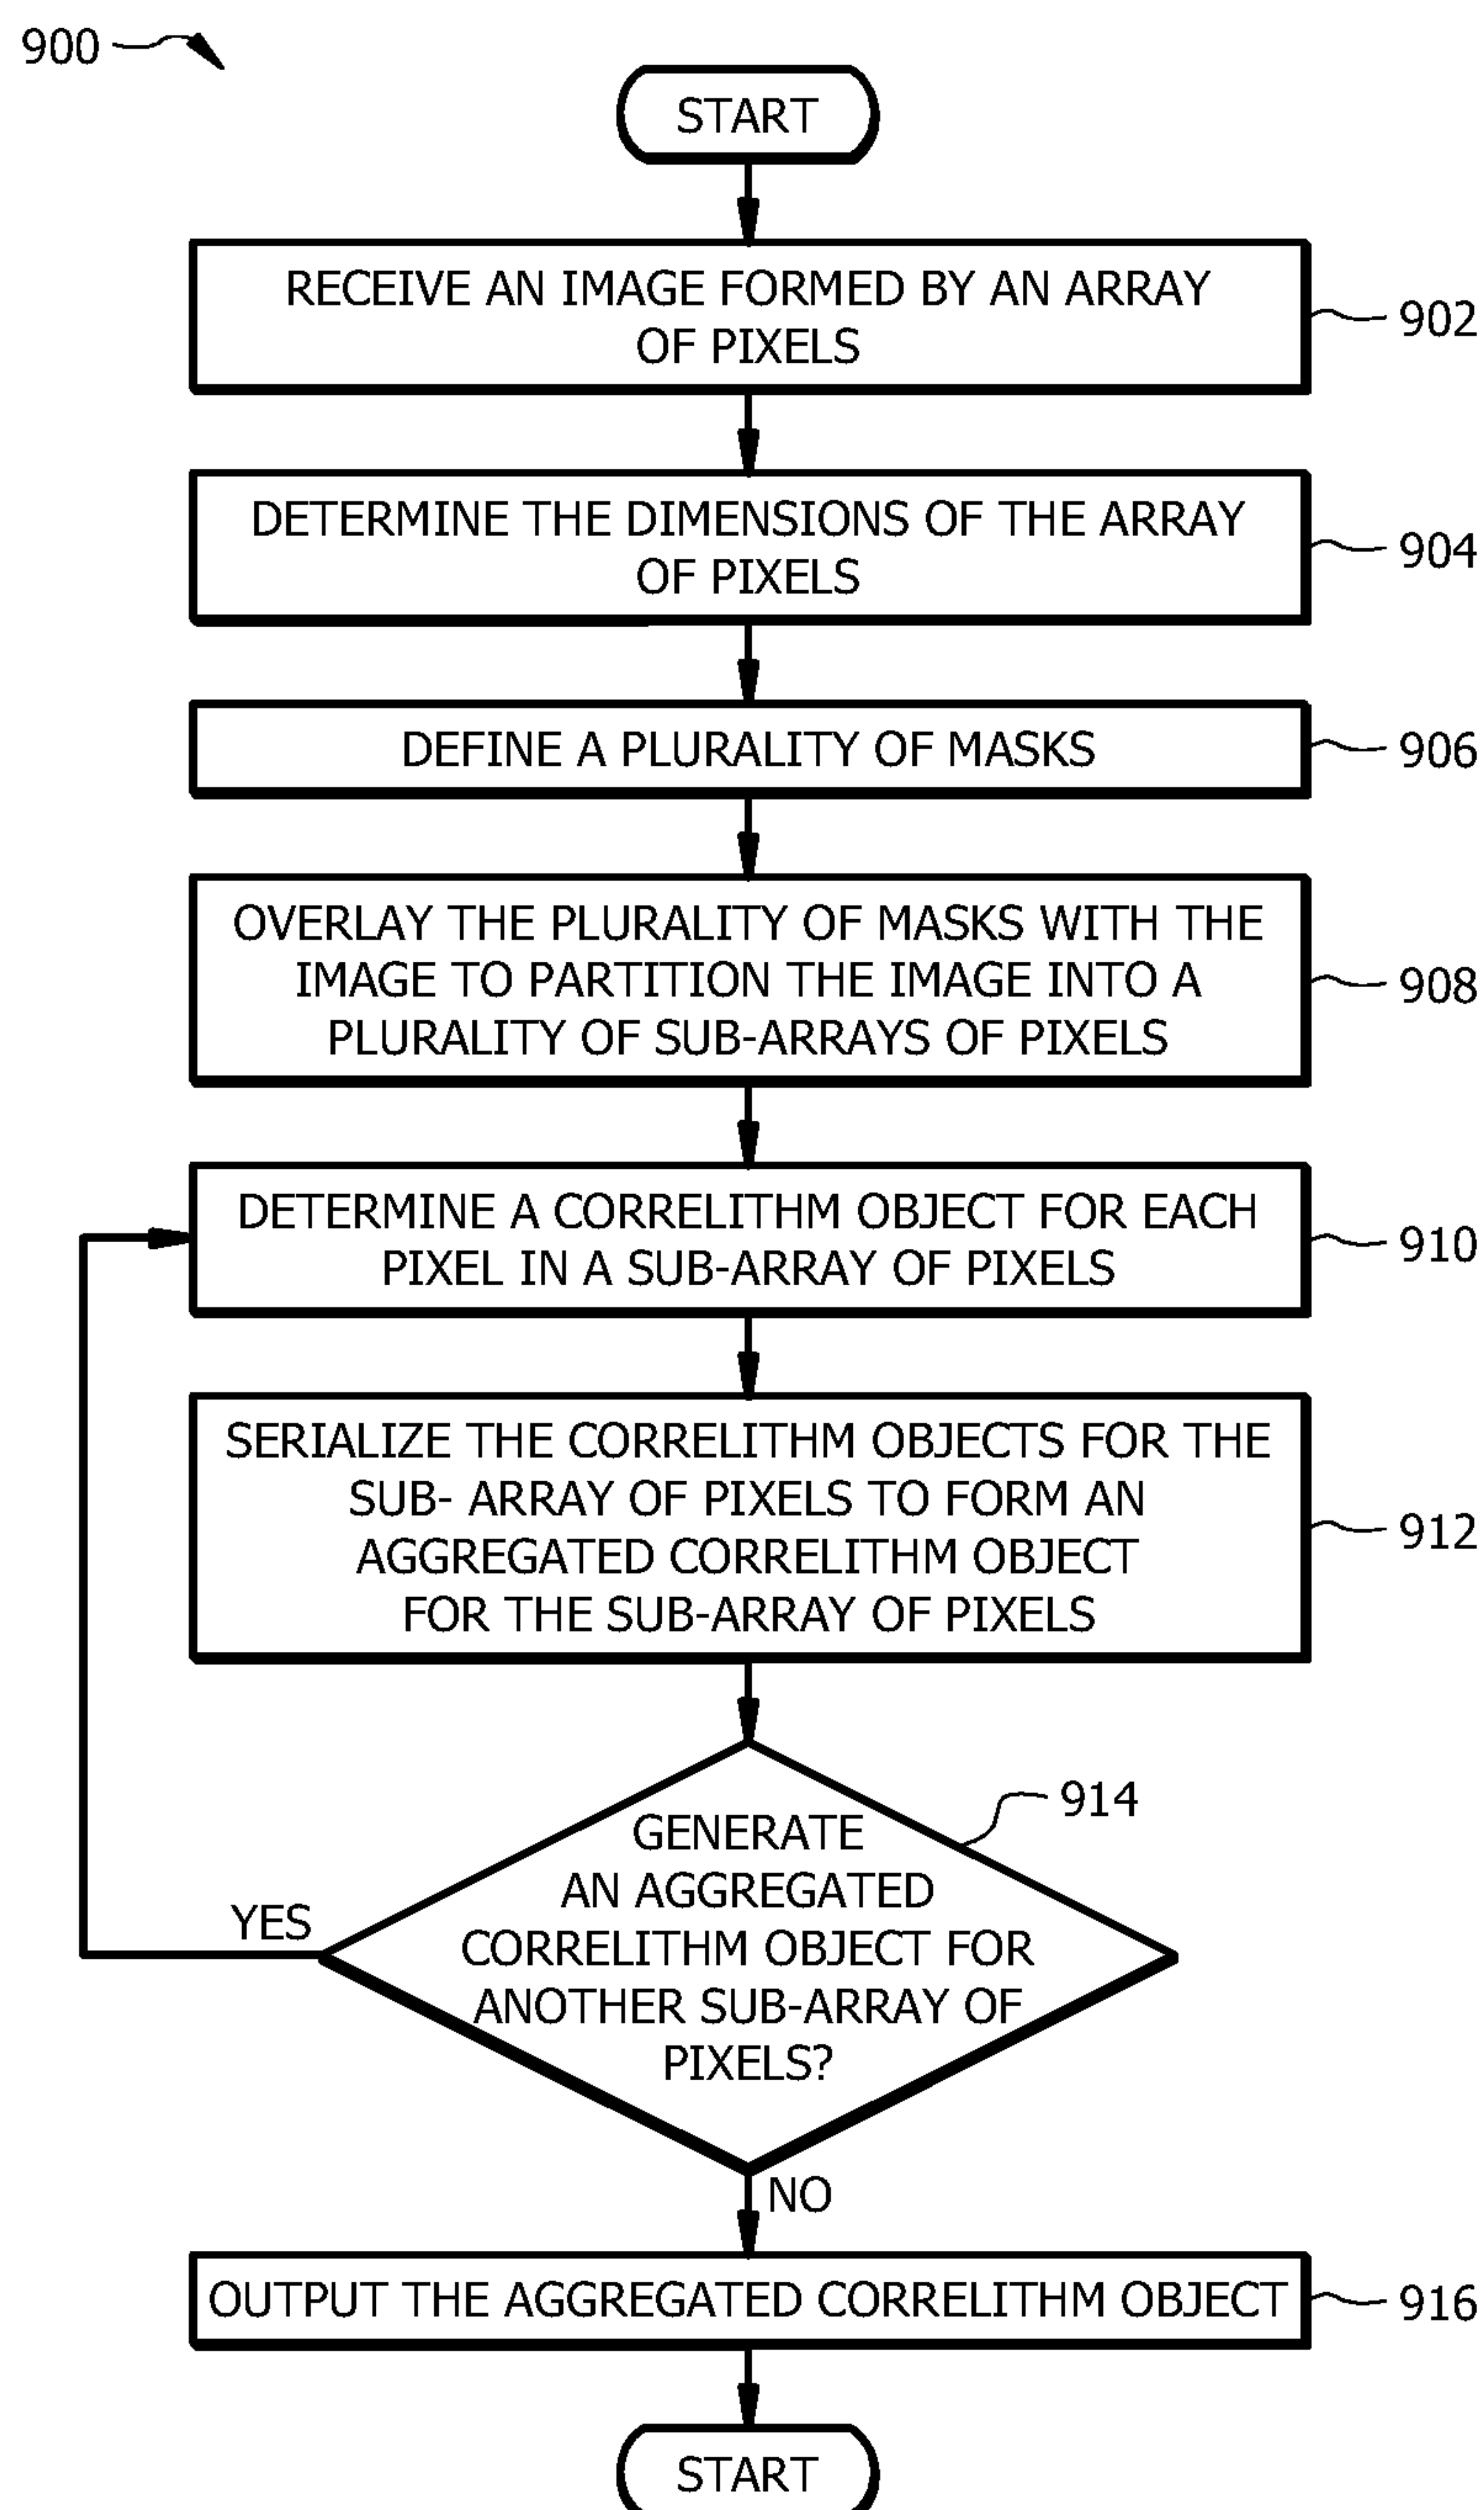 900
START
RECEIVE AN IMAGE FORMED BY AN ARRAY
OF PIXELS
902
DETERMINE THE DIMENSIONS OF THE ARRAY
OF PIXELS
904
DEFINE A PLURALITY OF MASKS
906
OVERLAY THE PLURALITY OF MASKS WITH THE
IMAGE TO PARTITION THE IMAGE INTO A
PLURALITY OF SUB-ARRAYS OF PIXELS
908
DETERMINE A CORRELITHM OBJECT FOR EACH
PIXEL IN A SUB-ARRAY OF PIXELS
910
SERIALIZE THE CORRELITHM OBJECTS FOR THE
SUB- ARRAY OF PIXELS TO FORM AN
AGGREGATED CORRELITHM OBJECT
FOR THE SUB-ARRAY OF PIXELS
912
GENERATE
AN AGGREGATED
CORRELITHM OBJECT FOR
ANOTHER SUB-ARRAY OF
PIXELS?
914
YES
NO
OUTPUT THE AGGREGATED CORRELITHM OBJECT
916
START